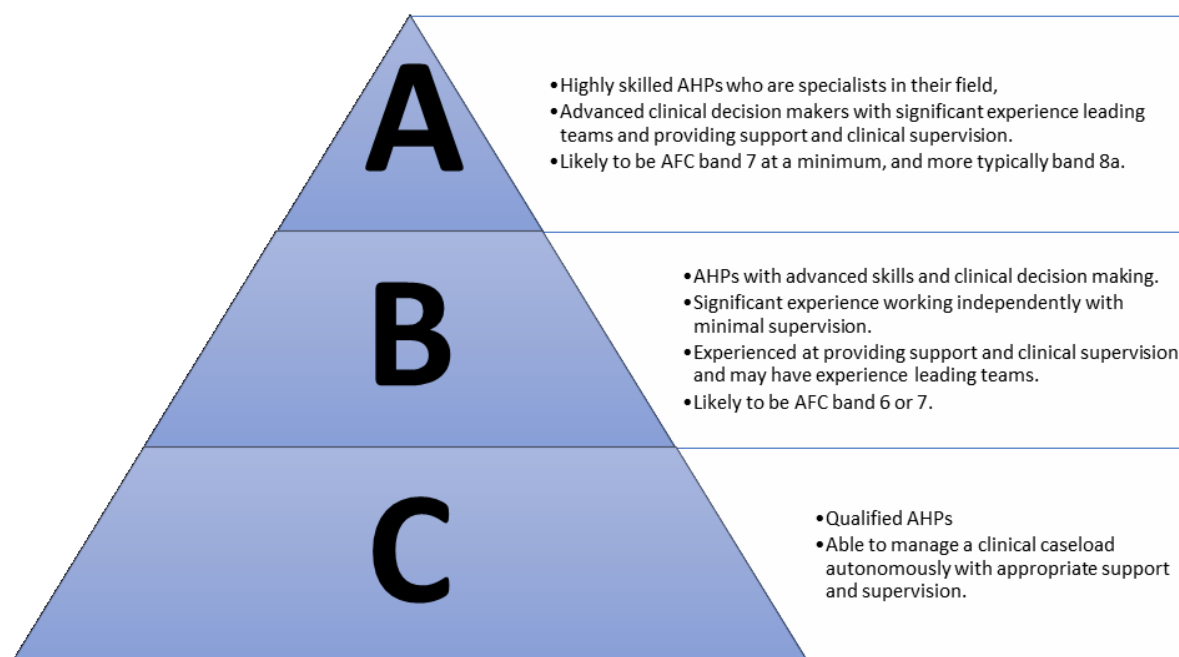 A
•Highly skilled AHPs who are specialists in their field,
•Advanced clinical decision makers with significant experience leading
teams and providing support and clinical supervision.
•Likely to be AFC band 7 at a minimum, and more typically band 8a.
B
•AHPs with advanced skills and clinical decision making.
•Significant experience working independently with
minimal supervision.
•Experienced at providing support and clinical supervision
and may have experience leading teams.
•Likely to be AFC band 6 or 7.
C
•Qualified AHPs
•Able to manage a clinical caseload
autonomously with appropriate support
and supervision.